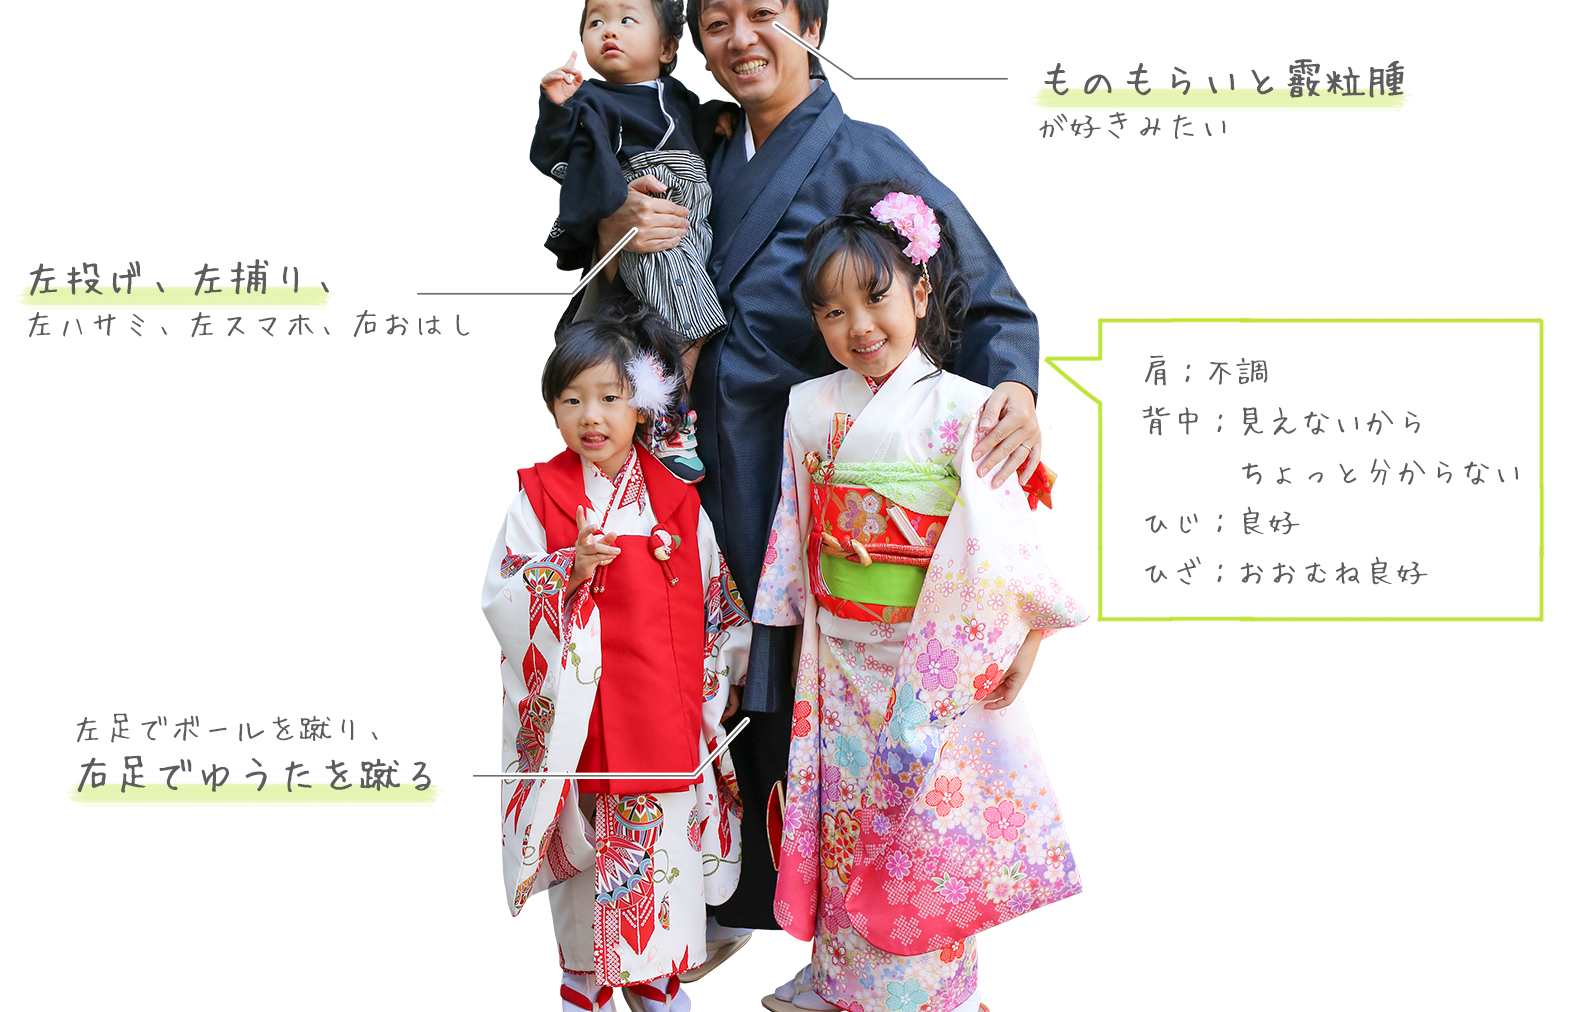 ものもらいと霰粒腫
が好きみたい
左投げ、左捕り、
左ハサミ、左スマホ、右おはし
肩；不調
背中；見えないから
ちょっと分からない
ひじ；良好
ひざ；おおむね良好
左足でボールを蹴り、
右足でゆうたを蹴る